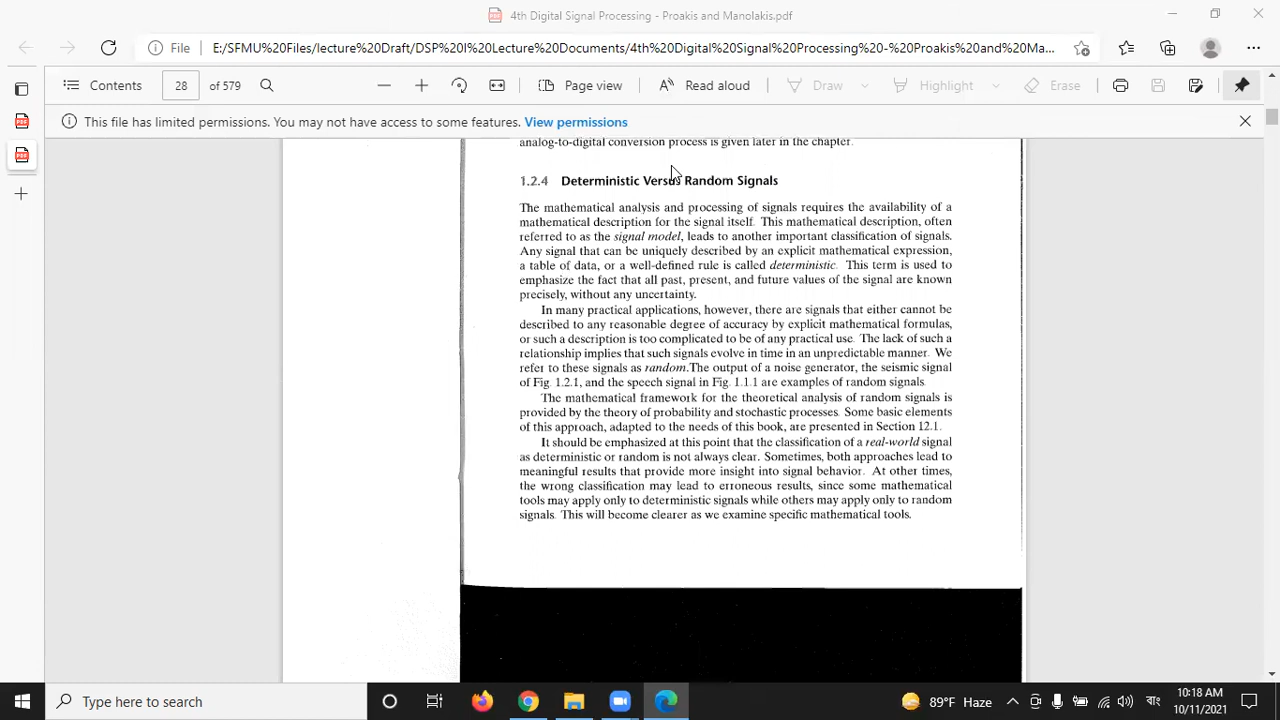 4th Digital Signal Processing - Proakis and Manolakis.pdf
File
E:/SFMU%20Files/lecture%20Draft/DSP%20I%20Lecture%20Documents/4th%20Digital%20Signal%20Processing%20-%20Proakis%20and%20Ma...
Contents
28
of 579
Page view
Read aloud
Draw
Highlight
Erase
This file has limited permissions. You may not have access to some features. View permissions
analog-to-digital conversion process is given later in the chapter.
1.2.4 Deterministic Versus Random Signals
The mathematical analysis and processing of signals requires the availability of a
mathematical description for the signal itself. This mathematical description, often
referred to as the signal model, leads to another important classification of signals.
Any signal that can be uniquely described by an explicit mathematical expression,
a table of data, or a well-defined rule is called deterministic. This term is used to
emphasize the fact that all past, present, and future values of the signal are known
precisely, without any uncertainty.
In many practical applications, however, there are signals that either cannot be
described to any reasonable degree of accuracy by explicit mathematical formulas,
or such a description is too complicated to be of any practical use. The lack of such a
relationship implies that such signals evolve in time in an unpredictable manner. We
refer to these signals as random. The output of a noise generator, the seismic signal
of Fig. 1.2.1, and the speech signal in Fig. 1.1.1 are examples of random signals.
The mathematical framework for the theoretical analysis of random signals is
provided by the theory of probability and stochastic processes. Some basic elements
of this approach, adapted to the needs of this book, are presented in Section 12.1.
It should be emphasized at this point that the classification of a real-world signal
as deterministic or random is not always clear. Sometimes, both approaches lead to
meaningful results that provide more insight into signal behavior. At other times,
the wrong classification may lead to erroneous results, since some mathematical
tools may apply only to deterministic signals while others may apply only to random
signals. This will become clearer as we examine specific mathematical tools.
Type here to search
89°F Haze
বাং
10:18 AM
10/11/2021